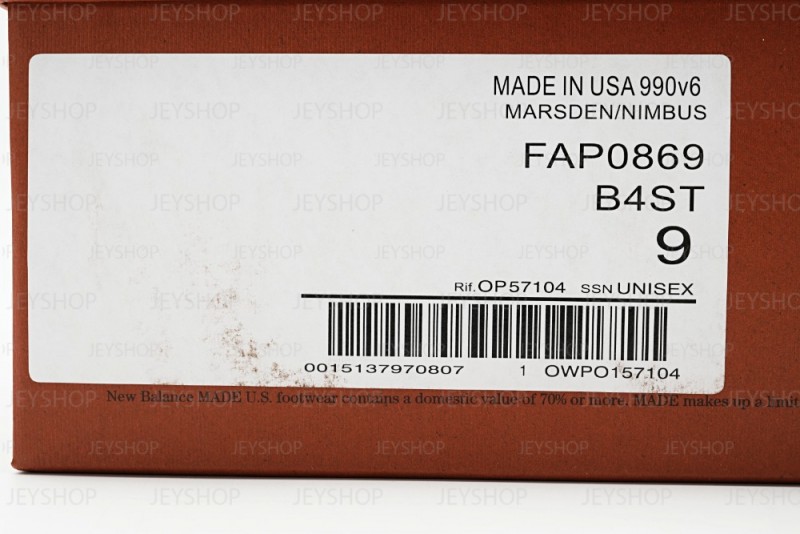 MADE IN USA 990v6
MARSDEN/NIMBUS
FAP0869
B4ST
9
Rif. OP57104 SSN UNISEX
0015137970807 1 OWPO157104
New Balance MADE U.S. footwear contains a domestic value of 70% or more. MADE makes up a limit
JEYSHOP